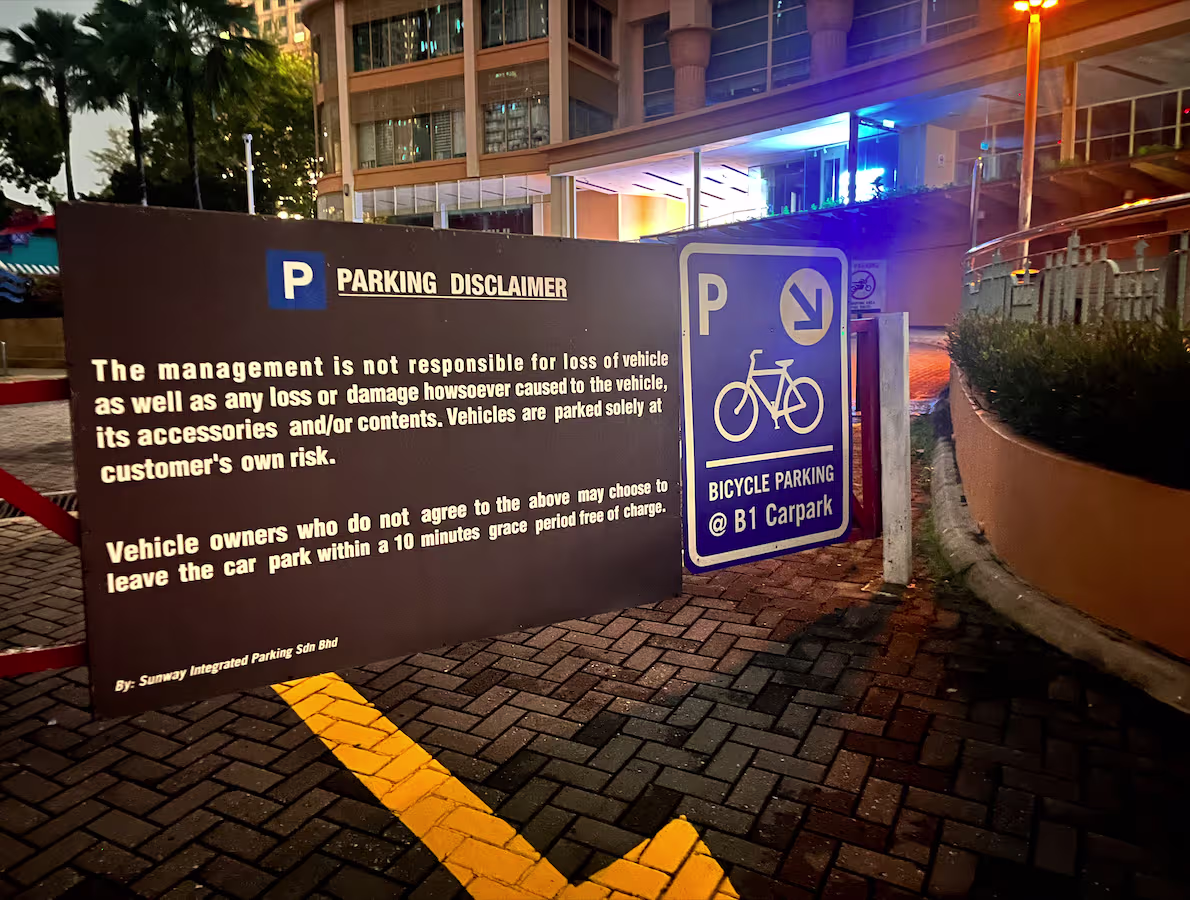 P PARKING DISCLAIMER
The management is not responsible for loss of vehicle
as well as any loss or damage howsoever caused to the vehicle,
its accessories and/or contents. Vehicles are parked solely at
customer's own risk.
Vehicle owners who do not agree to the above may choose to
leave the car park within a 10 minutes grace period free of charge.
By: Sunway Integrated Parking Sdn Bhd
P
BICYCLE PARKING
@ B1 Carpark